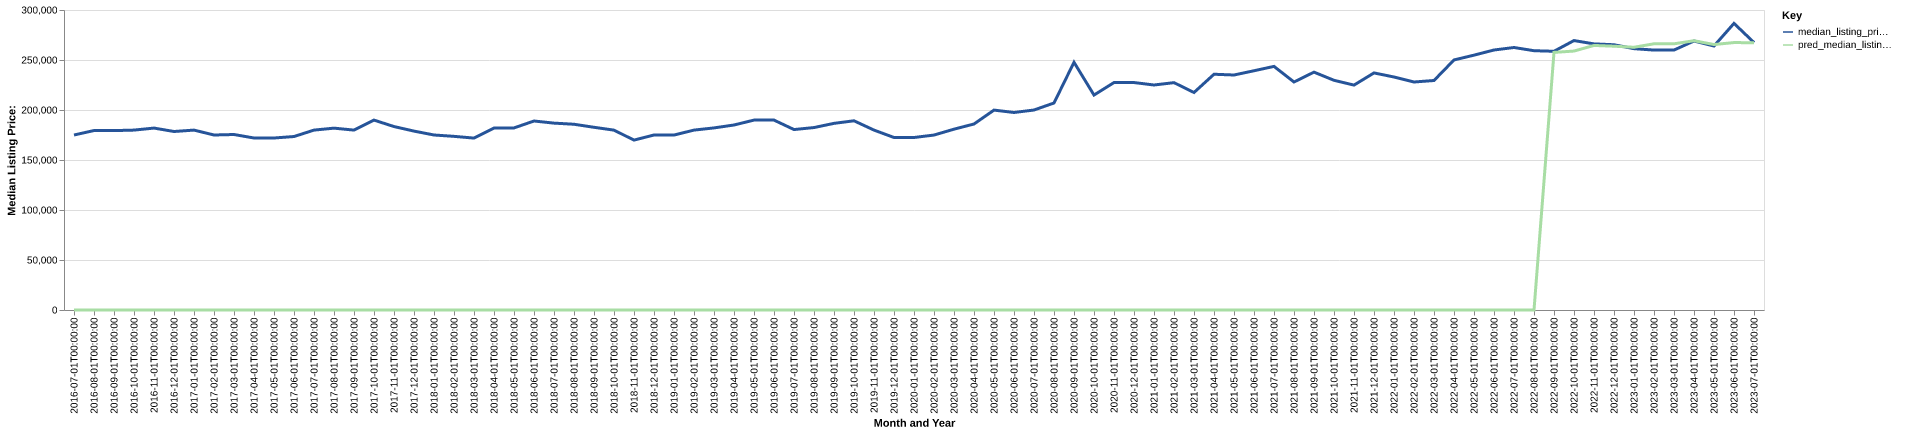 300,000
250,000
200,000
150,000
100,000
50,000
0
Median Listing Price:
2016-07-01T00:00:00
2016-08-01T00:00:00
2016-09-01T00:00:00
2016-10-01T00:00:00
2016-11-01T00:00:00
2016-12-01T00:00:00
2017-01-01T00:00:00
2017-02-01T00:00:00
2017-03-01T00:00:00
2017-04-01T00:00:00
2017-05-01T00:00:00
2017-06-01T00:00:00
2017-07-01T00:00:00
2017-08-01T00:00:00
2017-09-01T00:00:00
2017-10-01T00:00:00
2017-11-01T00:00:00
2017-12-01T00:00:00
2018-01-01T00:00:00
2018-02-01T00:00:00
2018-03-01T00:00:00
2018-04-01T00:00:00
2018-05-01T00:00:00
2018-06-01T00:00:00
2018-07-01T00:00:00
2018-08-01T00:00:00
2018-09-01T00:00:00
2018-10-01T00:00:00
2018-11-01T00:00:00
2018-12-01T00:00:00
2019-01-01T00:00:00
2019-02-01T00:00:00
2019-03-01T00:00:00
2019-04-01T00:00:00
2019-05-01T00:00:00
2019-06-01T00:00:00
2019-07-01T00:00:00
2019-08-01T00:00:00
2019-09-01T00:00:00
2019-10-01T00:00:00
2019-11-01T00:00:00
2019-12-01T00:00:00
2020-01-01T00:00:00
2020-02-01T00:00:00
2020-03-01T00:00:00
2020-04-01T00:00:00
2020-05-01T00:00:00
2020-06-01T00:00:00
2020-07-01T00:00:00
2020-08-01T00:00:00
2020-09-01T00:00:00
2020-10-01T00:00:00
2020-11-01T00:00:00
2020-12-01T00:00:00
2021-01-01T00:00:00
2021-02-01T00:00:00
2021-03-01T00:00:00
2021-04-01T00:00:00
2021-05-01T00:00:00
2021-06-01T00:00:00
2021-07-01T00:00:00
2021-08-01T00:00:00
2021-09-01T00:00:00
2021-10-01T00:00:00
2021-11-01T00:00:00
2021-12-01T00:00:00
2022-01-01T00:00:00
2022-02-01T00:00:00
2022-03-01T00:00:00
2022-04-01T00:00:00
2022-05-01T00:00:00
2022-06-01T00:00:00
2022-07-01T00:00:00
2022-08-01T00:00:00
2022-09-01T00:00:00
2022-10-01T00:00:00
2022-11-01T00:00:00
2022-12-01T00:00:00
2023-01-01T00:00:00
2023-02-01T00:00:00
2023-03-01T00:00:00
2023-04-01T00:00:00
2023-05-01T00:00:00
2023-06-01T00:00:00
2023-07-01T00:00:00
Month and Year
Key
median_listing_pri…
pred_median_listin…